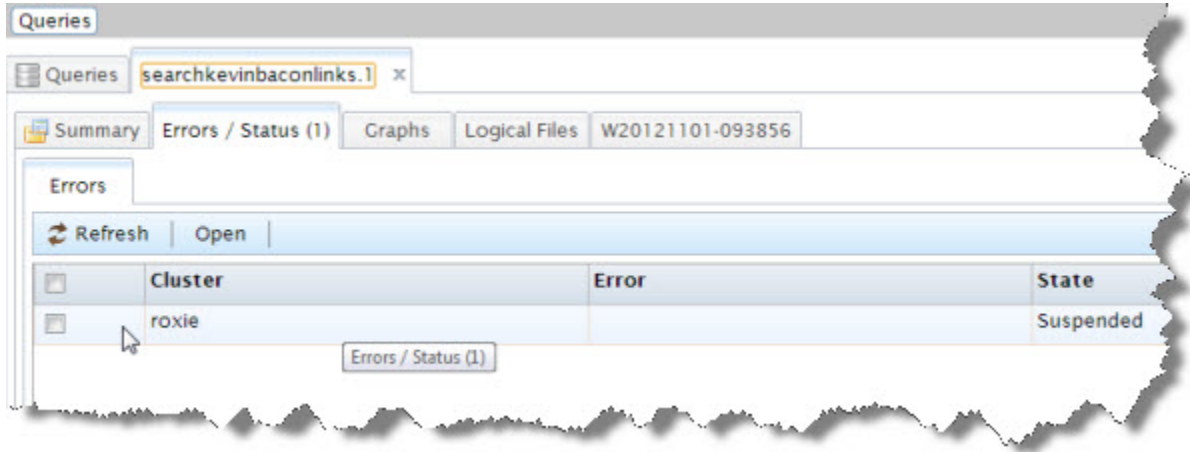 Queries
Queries searchkevinbaconlinks.1 x
Summary Errors / Status (1) Graphs Logical Files W20121101-093856
Errors
Refresh Open
Cluster Error State
roxie Suspended
Errors / Status (1)